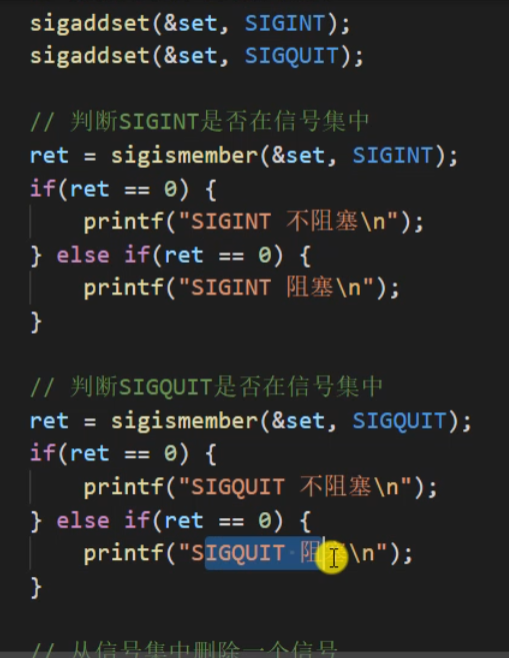 sigaddset(&set, SIGINT);
sigaddset(&set, SIGQUIT);
// 判断SIGINT是否在信号集中
ret = sigismember(&set, SIGINT);
if(ret == 0) {
printf("SIGINT 不阻塞\n");
} else if(ret == 0) {
printf("SIGINT 阻塞\n");
}
// 判断SIGQUIT是否在信号集中
ret = sigismember(&set, SIGQUIT);
if(ret == 0) {
printf("SIGQUIT 不阻塞\n");
} else if(ret == 0) {
printf("SIGQUIT 阻塞\n");
}
// 从信号集中删除一个信号